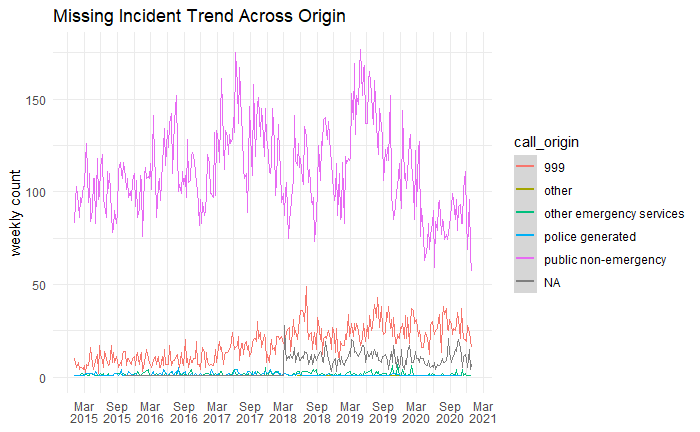 Missing Incident Trend Across Origin
weekly count
150
100
50
0
Mar Sep Mar Sep Mar Sep Mar Sep Mar Sep Mar Sep Mar
2015 2015 2016 2016 2017 2017 2018 2018 2019 2019 2020 2020 2021
call_origin
999
other
other emergency services
police generated
public non-emergency
NA